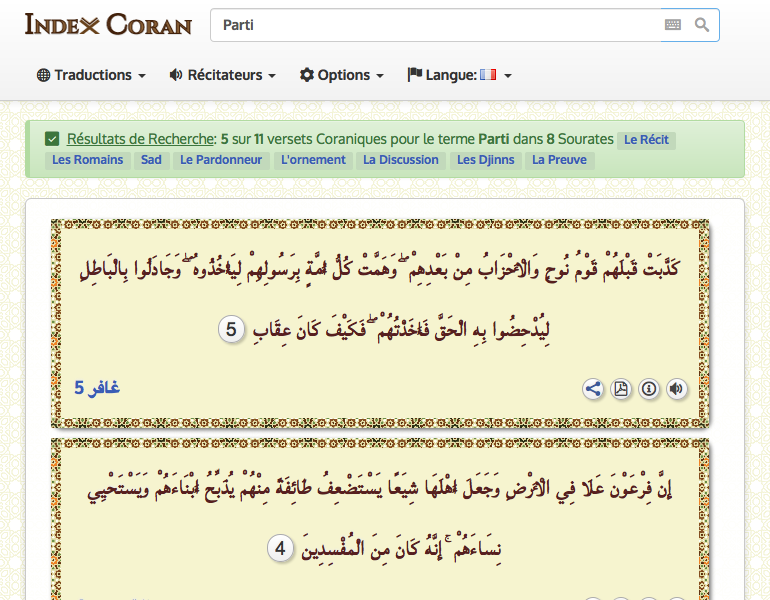 Index Coran
Parti
Traductions
Récitateurs
Options
Langue:
Résultats de Recherche: 5 sur 11 versets Coraniques pour le terme Parti dans 8 Sourates Le Récit
Les Romains Sad Le Pardonneur L'ornement La Discussion Les Djinns La Preuve
كَذَّبَتْ قَبْلَهُمْ قَوْمُ نُوحٍ وَالْأَحْزَابُ مِنْ بَعْدِهِمْ ۖ وَهَمَّتْ كُلُّ أُمَّةٍ بِرَسُولِهِمْ لِيَأْخُذُوهُ ۖ وَجَادَلُوا بِالْبَاطِلِ
لِيُدْحِضُوا بِهِ الْحَقَّ فَأَخَذْتُهُمْ ۖ فَكَيْفَ كَانَ عِقَابِ 5
غافر 5
إِنَّ فِرْعَوْنَ عَلَا فِي الْأَرْضِ وَجَعَلَ أَهْلَهَا شِيَعًا يَسْتَضْعِفُ طَائِفَةً مِنْهُمْ يُذَبِّحُ أَبْنَاءَهُمْ وَيَسْتَحْيِي
نِسَاءَهُمْ ۚ إِنَّهُ كَانَ مِنَ الْمُفْسِدِينَ 4